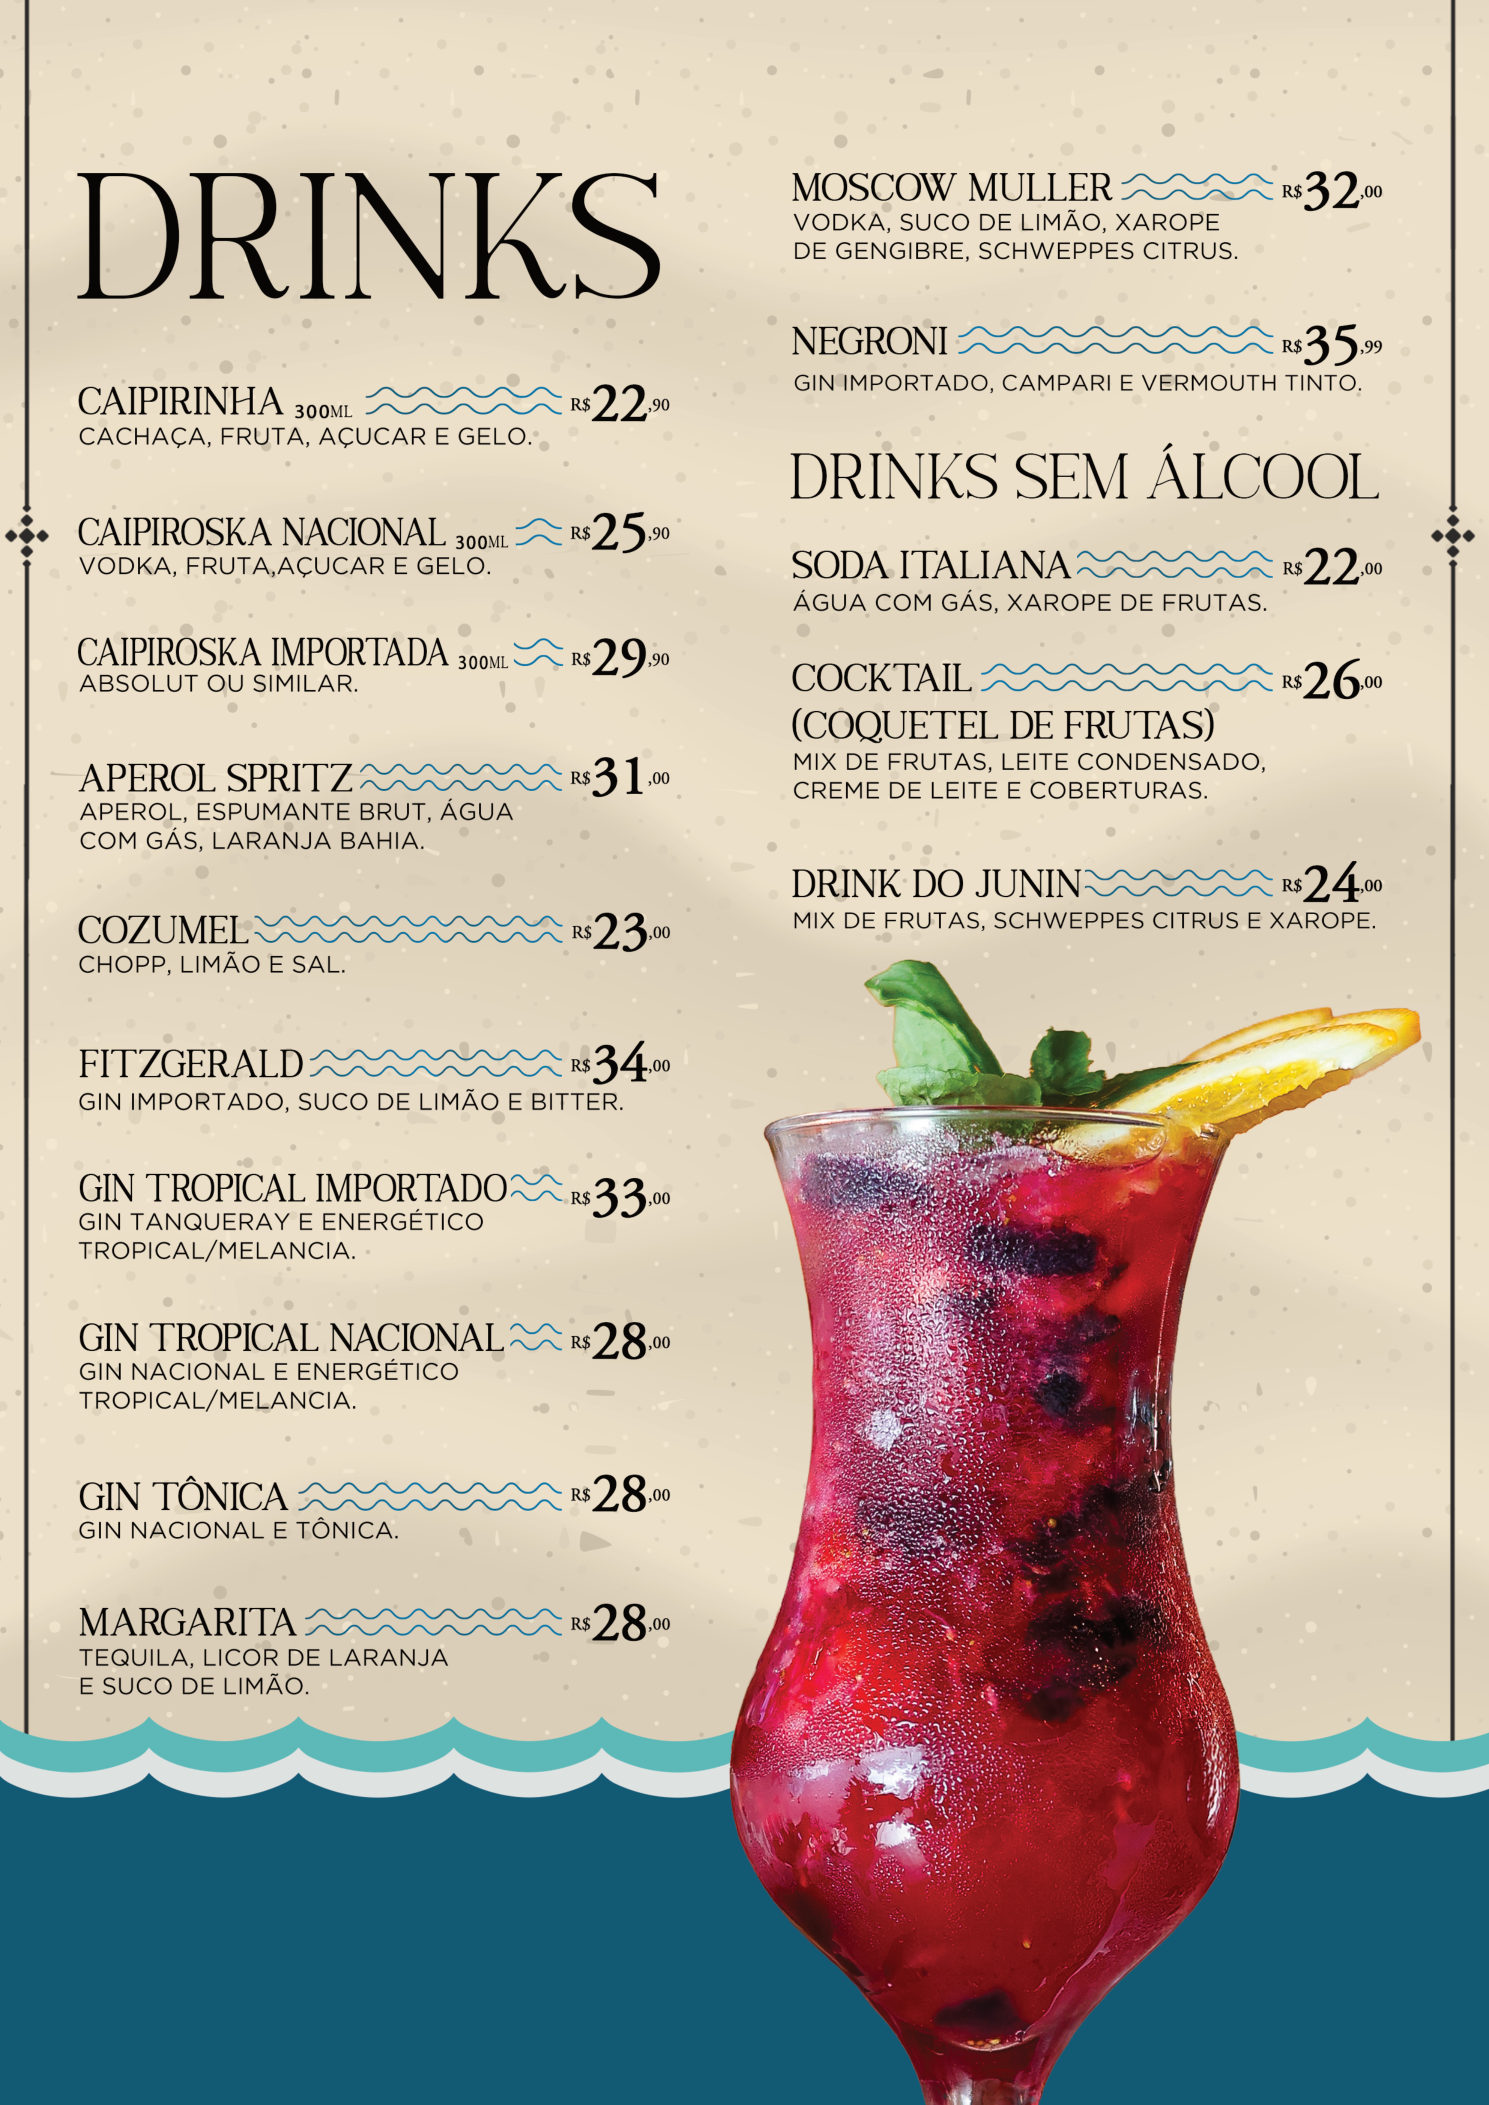 DRINKS
CAIPIRINHA 300ML R$22,90
CACHAÇA, FRUTA, AÇUCAR E GELO.
CAIPIROSKA NACIONAL 300ML R$25,90
VODKA, FRUTA,AÇUCAR E GELO.
CAIPIROSKA IMPORTADA 300ML R$29,90
ABSOLUT OU SIMILAR.
APEROL SPRITZ R$31,00
APEROL, ESPUMANTE BRUT, ÁGUA
COM GÁS, LARANJA BAHIA.
COZUMEL R$23,00
CHOPP, LIMÃO E SAL.
FITZGERALD R$34,00
GIN IMPORTADO, SUCO DE LIMÃO E BITTER.
GIN TROPICAL IMPORTADO R$33,00
GIN TANQUERAY E ENERGÉTICO
TROPICAL/MELANCIA.
GIN TROPICAL NACIONAL R$28,00
GIN NACIONAL E ENERGÉTICO
TROPICAL/MELANCIA.
GIN TÔNICA R$28,00
GIN NACIONAL E TÔNICA.
MARGARITA R$28,00
TEQUILA, LICOR DE LARANJA
E SUCO DE LIMÃO.
MOSCOW MULLER R$32,00
VODKA, SUCO DE LIMÃO, XAROPE
DE GENGIBRE, SCHWEPPES CITRUS.
NEGRONI R$35,99
GIN IMPORTADO, CAMPARI E VERMOUTH TINTO.
DRINKS SEM ÁLCOOL
SODA ITALIANA R$22,00
ÁGUA COM GÁS, XAROPE DE FRUTAS.
COCKTAIL R$26,00
(COQUETEL DE FRUTAS)
MIX DE FRUTAS, LEITE CONDENSADO,
CREME DE LEITE E COBERTURAS.
DRINK DO JUNIN R$24,00
MIX DE FRUTAS, SCHWEPPES CITRUS E XAROPE.